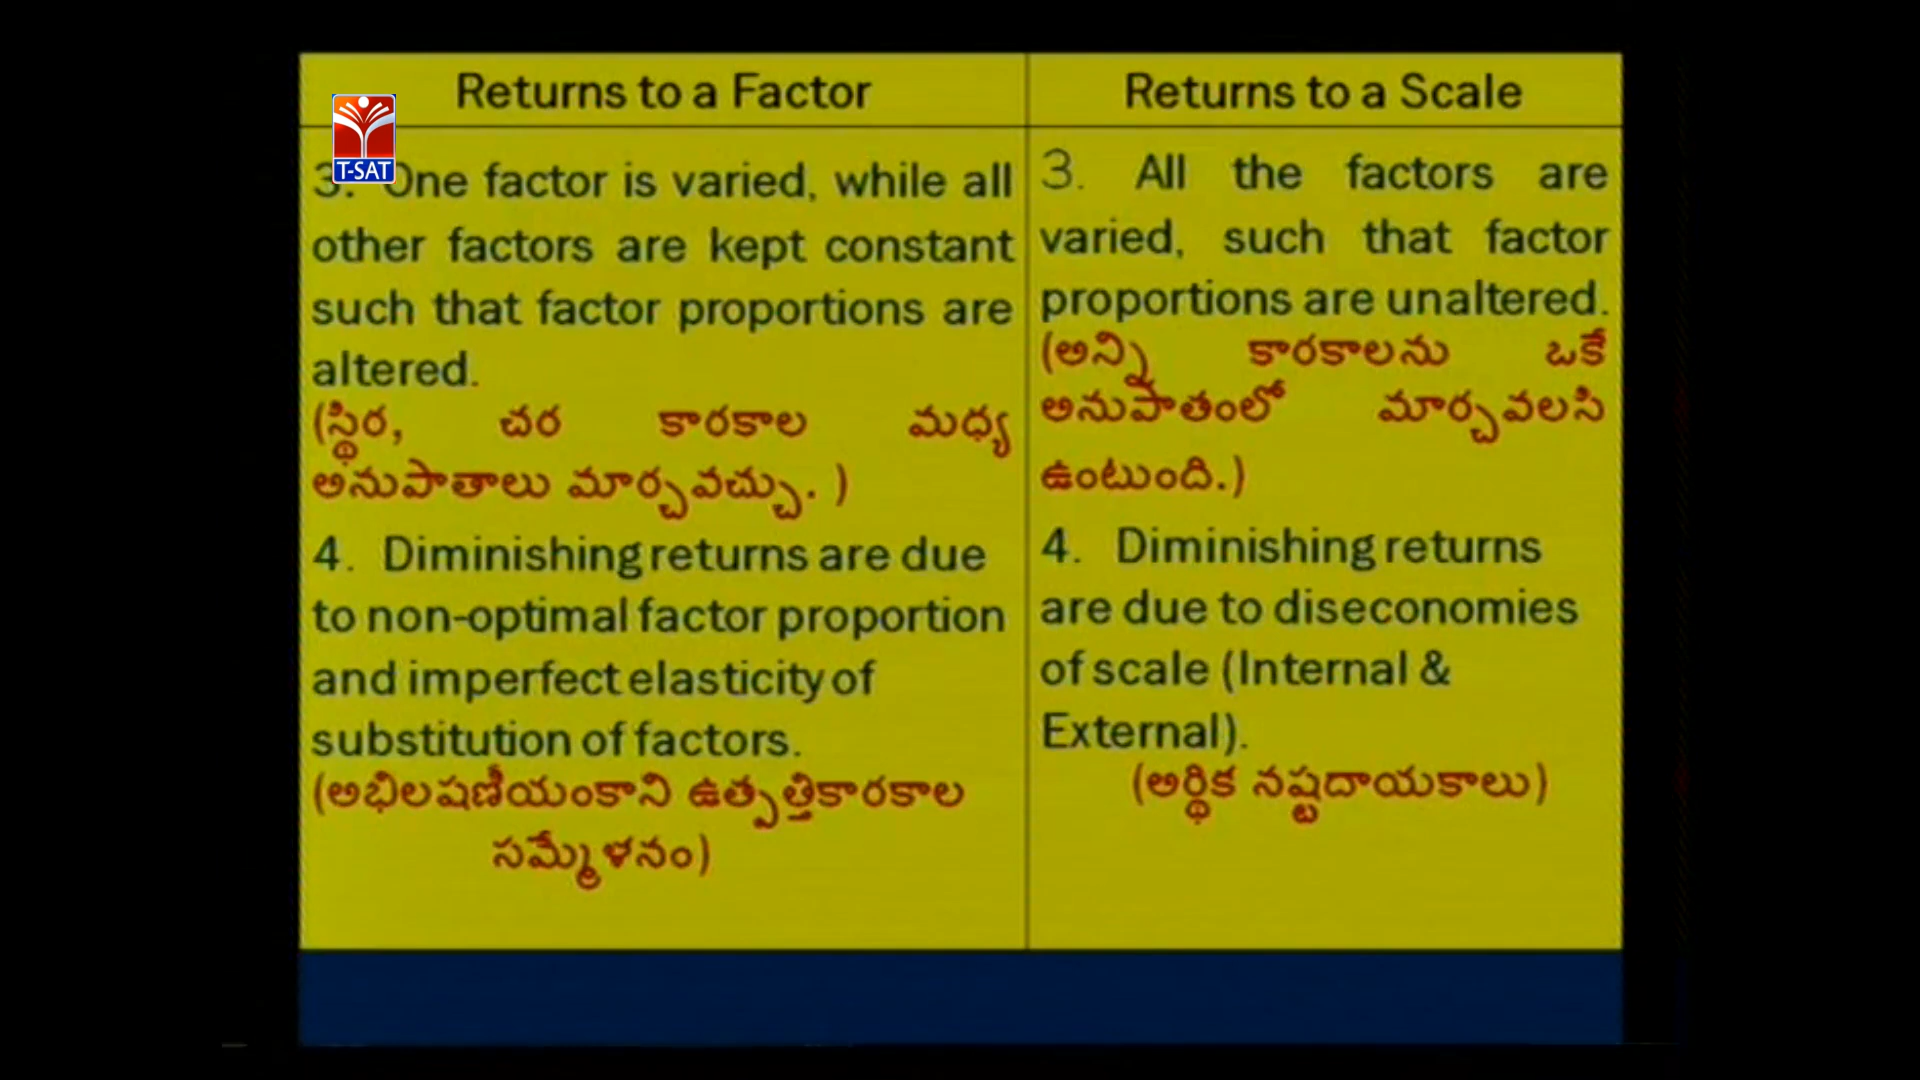 Returns to a Factor
Returns to a Scale
T-SAT
3. One factor is varied, while all
other factors are kept constant
such that factor proportions are
altered.
(స్థిర, చర కారకాల మధ్య
అనుపాతాలు మార్చవచ్చు. )
4. Diminishing returns are due
to non-optimal factor proportion
and imperfect elasticity of
substitution of factors.
(అభిలషణీయంకాని ఉత్పత్తికారకాల
సమ్మేళనం)
3. All the factors are
varied, such that factor
proportions are unaltered.
(అన్ని కారకాలను ఒకే
అనుపాతంలో మార్చవలసి
ఉంటుంది.)
4. Diminishing returns
are due to diseconomies
of scale (Internal &
External).
(అర్థిక నష్టదాయకాలు)